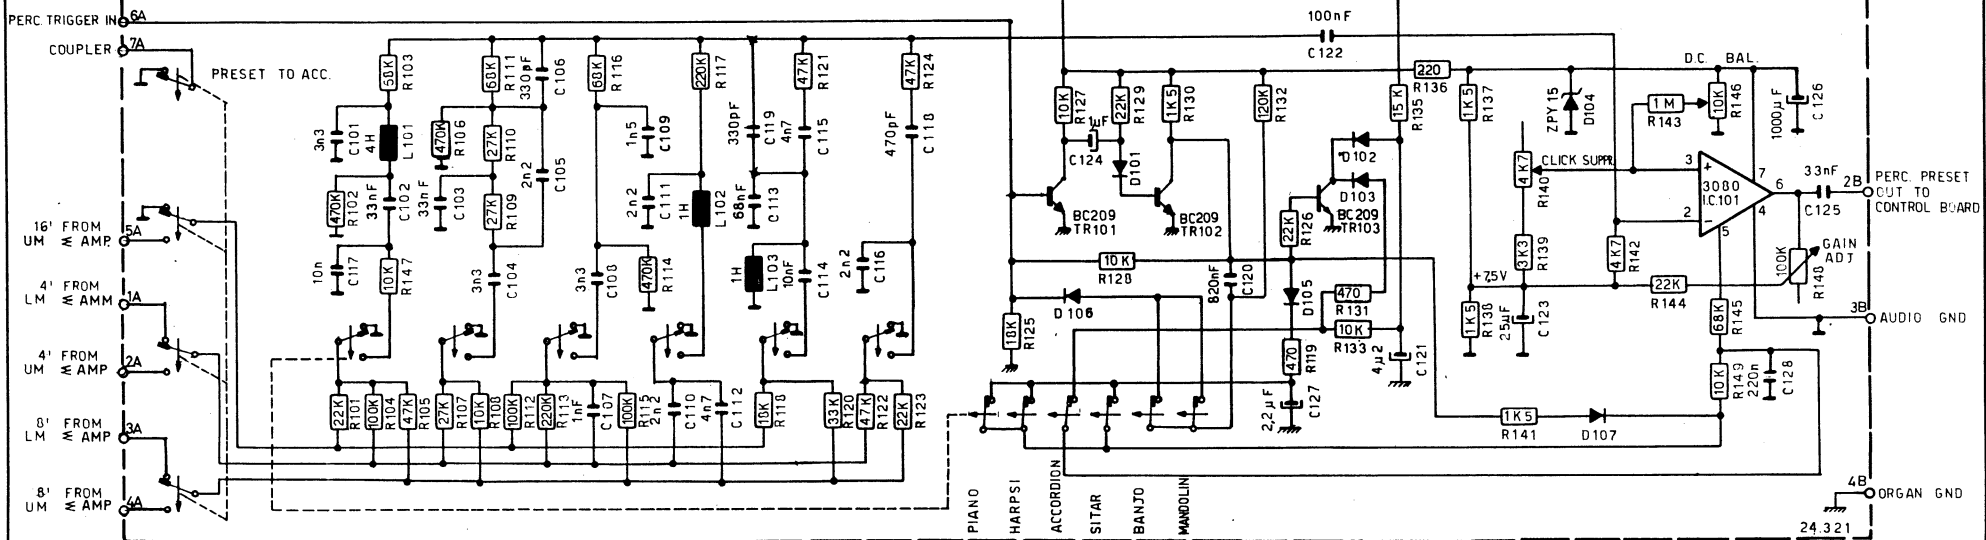 PERC. TRIGGER IN 6A
COUPLER 7A
PRESET TO ACC.
16' FROM
UM Σ AMP. 5A
4' FROM
LM Σ AMM 1A
4' FROM
UM Σ AMP 2A
8' FROM
LM Σ AMP 3A
8' FROM
UM Σ AMP 4A
68K R103
3n3 C101
4H L101
470K R102
33nF C102
10n C117
10K R147
68K R111
330pF C106
470K R106
27K R110
2n2 C105
33nF C103
27K R109
3n3 C104
68K R116
1n5 C109
3n3 C108
470K R114
220K R117
2n2 C111
1H L102
330pF C119
68nF C113
1H L103
47K R121
4n7 C115
10nF C114
47K R124
470pF C118
2n2 C116
22K R101
100K R104
47K R105
27K R107
10K R108
100K R112
220K R113
1nF C107
100K R115
2n2 C110
4n7 C112
18K R118
33K R120
47K R122
22K R123
100nF
C122
10K R127
1µF
C124
22K R129
D101
1K5 R130
BC209
TR101
BC209
TR102
120K R132
10K
R128
820nF C120
D106
18K R125
22K R126
D102
D103
BC209
TR103
15K R135
D105
470
R131
10K
R133
470 R119
4µ2 C121
2,2µF C127
220
R136
1K5 R137
ZPY15 D104
D.C. BAL.
1M
R143
10K R146
1000µF C126
4K7 R140
CLICK SUPPR.
3K3 R139
+7,5V
1K5 R138
25µF C123
4K7 R142
22K
R144
3
+
2
-
3080
I.C.101
7
6
4
5
33nF
C125
2B
PERC. PRESET
OUT TO
CONTROL BOARD
100K R148
GAIN
ADJ
68K R145
3B AUDIO GND
10K R149
220n C128
1K5
R141
D107
PIANO
HARPSI
ACCORDION
SITAR
BANJO
MANDOLIN
4B ORGAN GND
24.321